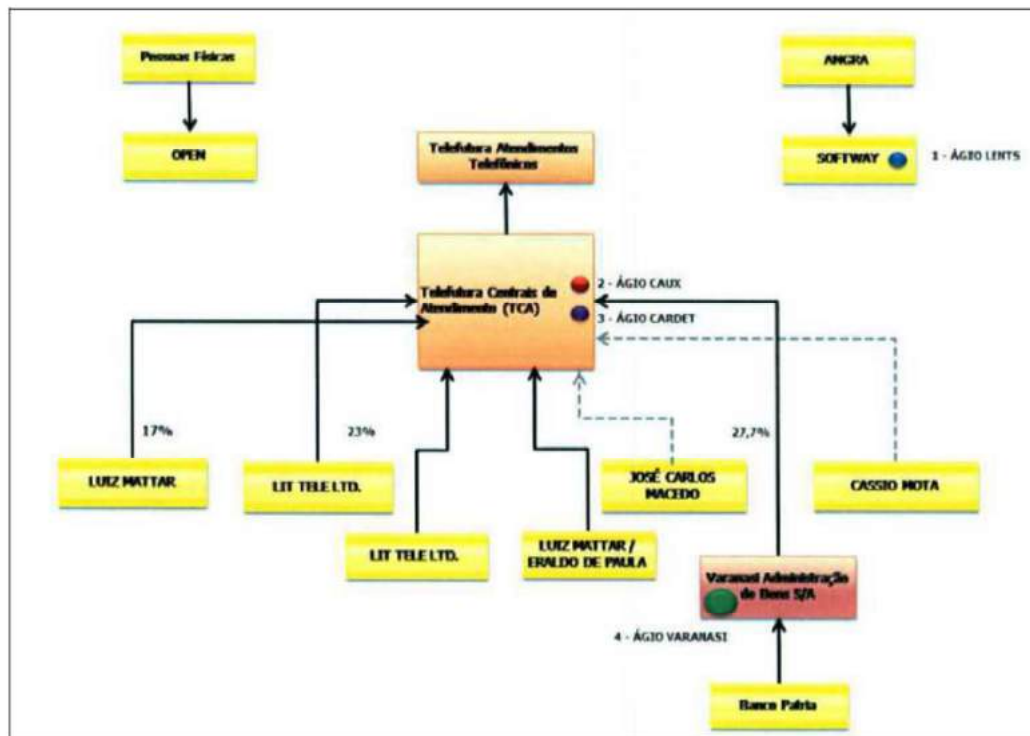 Pessoas Físicas
ANGRA
OPEN
Telefutura Atendimentos
Telefônicos
SOFTWAY
1 - ÁGIO LENTS
Telefutura Centrais de
Atendimento (TCA)
2 - ÁGIO CAUX
3 - ÁGIO CARDET
17%
23%
27,7%
LUIZ MATTAR
LIT TELE LTD.
JOSÉ CARLOS
MACEDO
CASSIO MOTA
LIT TELE LTD.
LUIZ MATTAR /
ERALDO DE PAULA
Varanasi Administração
de Bens S/A
4 - ÁGIO VARANASI
Banco Patria